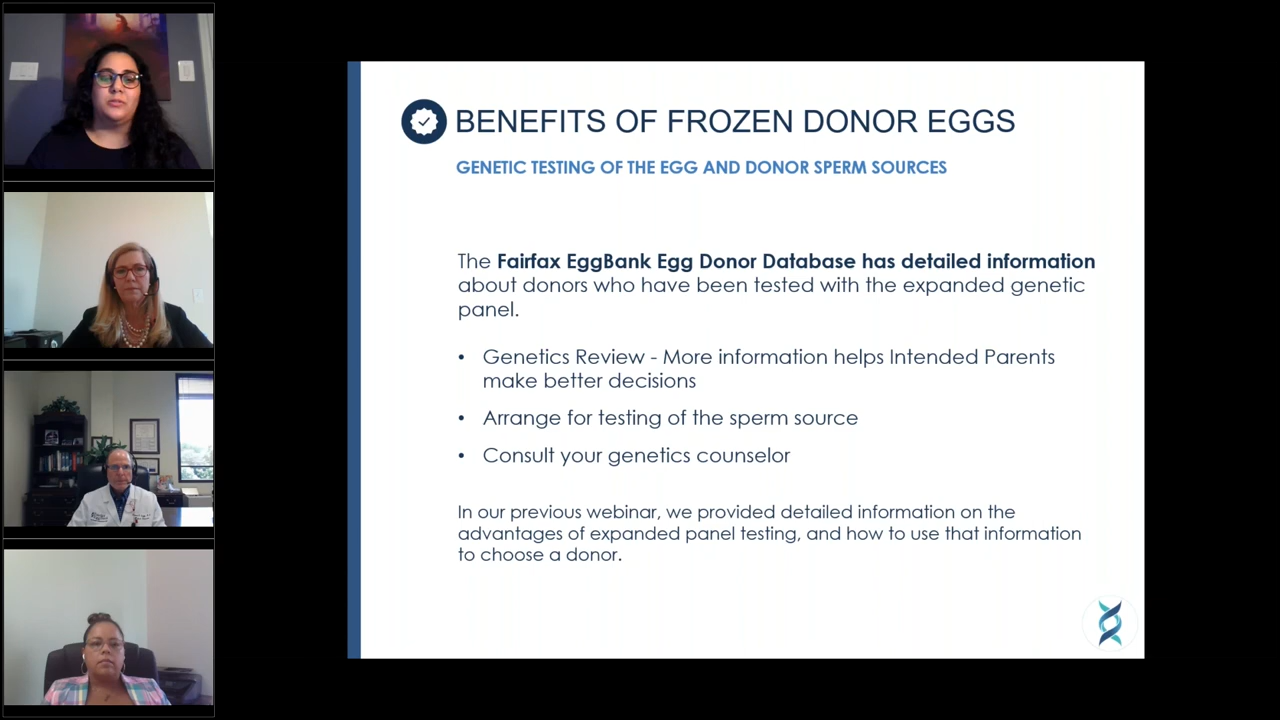 BENEFITS OF FROZEN DONOR EGGS
GENETIC TESTING OF THE EGG AND DONOR SPERM SOURCES
The Fairfax EggBank Egg Donor Database has detailed information
about donors who have been tested with the expanded genetic
panel.
• Genetics Review - More information helps Intended Parents
make better decisions
• Arrange for testing of the sperm source
• Consult your genetics counselor
In our previous webinar, we provided detailed information on the
advantages of expanded panel testing, and how to use that information
to choose a donor.